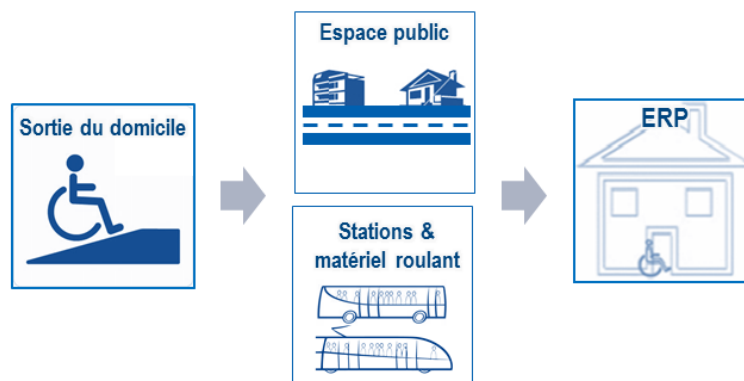 Sortie du domicile
Espace public
Stations &
matériel roulant
ERP